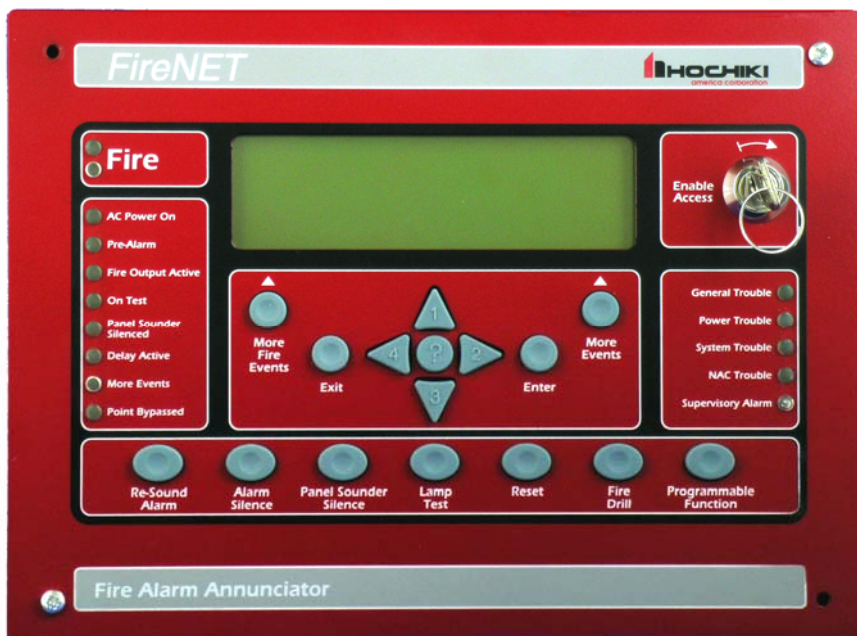 FireNET
HOCHIKI
america corporation
Fire
Enable
Access
AC Power On
Pre-Alarm
Fire Output Active
On Test
Panel Sounder
Silenced
Delay Active
More Events
Point Bypassed
More
Fire
Events
Exit
1
4
?
2
3
Enter
More
Events
General Trouble
Power Trouble
System Trouble
NAC Trouble
Supervisory Alarm
Re-Sound
Alarm
Alarm
Silence
Panel Sounder
Silence
Lamp
Test
Reset
Fire
Drill
Programmable
Function
Fire Alarm Annunciator